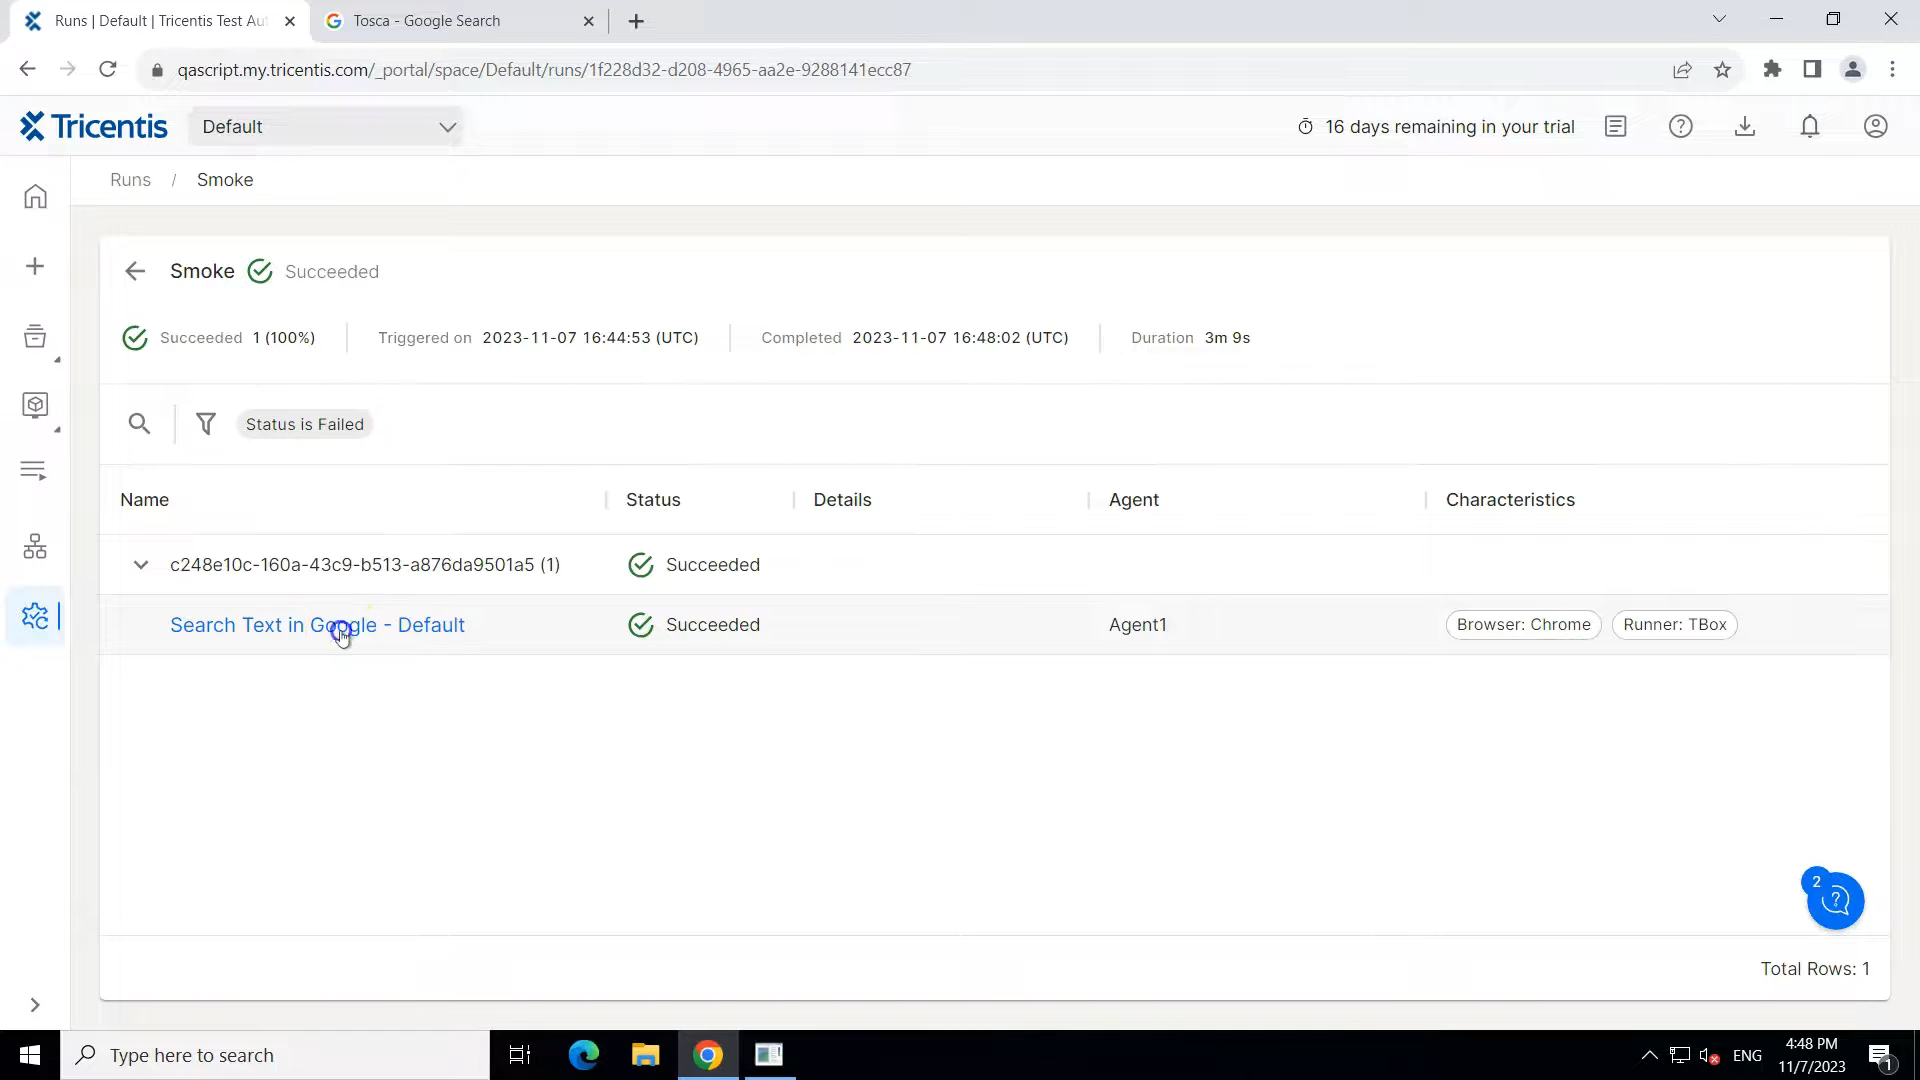 Runs | Default | Tricentis Test Aut
Tosca - Google Search
qascript.my.tricentis.com/_portal/space/Default/runs/1f228d32-d208-4965-aa2e-9288141ecc87
Tricentis
Default
16 days remaining in your trial
Runs / Smoke
Smoke Succeeded
Succeeded 1 (100%) Triggered on 2023-11-07 16:44:53 (UTC) Completed 2023-11-07 16:48:02 (UTC) Duration 3m 9s
Status is Failed
Name Status Details Agent Characteristics
c248e10c-160a-43c9-b513-a876da9501a5 (1) Succeeded
Search Text in Google - Default Succeeded Agent1 Browser: Chrome Runner: TBox
2
Total Rows: 1
Type here to search
ENG
4:48 PM
11/7/2023
1